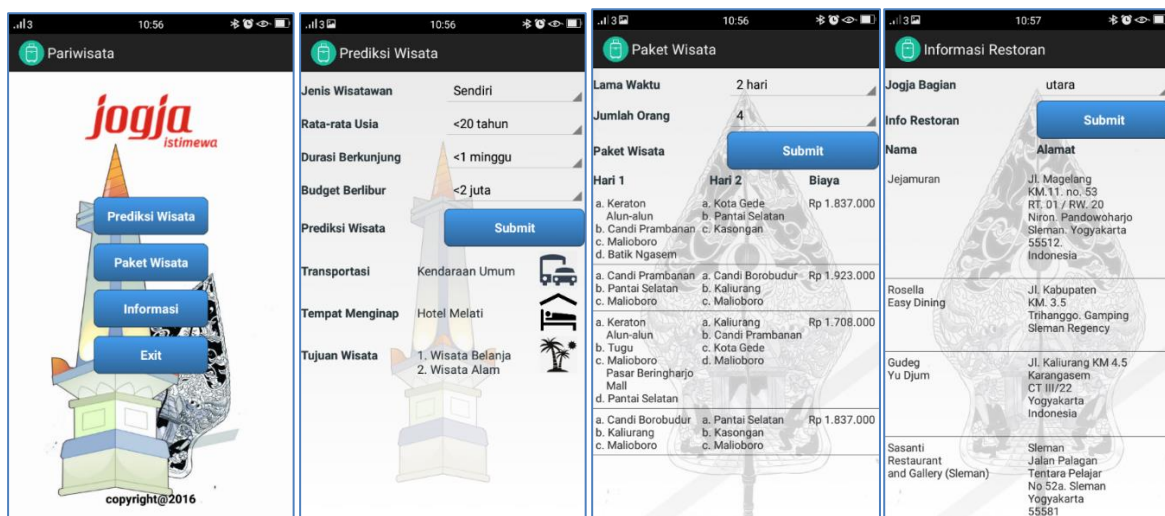 3 10:56
Pariwisata
jogja
istimewa
Prediksi Wisata
Paket Wisata
Informasi
Exit
copyright@2016
3 10:56
Prediksi Wisata
Jenis Wisatawan Sendiri
Rata-rata Usia <20 tahun
Durasi Berkunjung <1 minggu
Budget Berlibur <2 juta
Prediksi Wisata Submit
Transportasi Kendaraan Umum
Tempat Menginap Hotel Melati
Tujuan Wisata 1. Wisata Belanja
2. Wisata Alam
3 10:56
Paket Wisata
Lama Waktu 2 hari
Jumlah Orang 4
Paket Wisata Submit
Hari 1 Hari 2 Biaya
a. Keraton a. Kota Gede Rp 1.837.000
Alun-alun b. Pantai Selatan
b. Candi Prambanan c. Kasongan
c. Malioboro
d. Batik Ngasem
a. Candi Prambanan a. Candi Borobudur Rp 1.923.000
b. Pantai Selatan b. Kaliurang
c. Malioboro c. Malioboro
a. Keraton a. Kaliurang Rp 1.708.000
Alun-alun b. Candi Prambanan
b. Tugu c. Kota Gede
c. Malioboro d. Malioboro
Pasar Beringharjo
Mall
d. Pantai Selatan
a. Candi Borobudur a. Pantai Selatan Rp 1.837.000
b. Kaliurang b. Kasongan
c. Malioboro c. Malioboro
3 10:57
Informasi Restoran
Jogja Bagian utara
Info Restoran Submit
Nama Alamat
Jejamuran Jl. Magelang
KM.11. no. 53
RT. 01 / RW. 20
Niron. Pandowoharjo
Sleman. Yogyakarta
55512.
Indonesia
Rosella Jl. Kabupaten
Easy Dining KM. 3.5
Trihanggo. Gamping
Sleman Regency
Gudeg Jl. Kaliurang KM 4.5
Yu Djum Karangasem
CT III/22
Yogyakarta
Indonesia
Sasanti Sleman
Restaurant Jalan Palagan
and Gallery (Sleman) Tentara Pelajar
No 52a. Sleman
Yogyakarta
55581